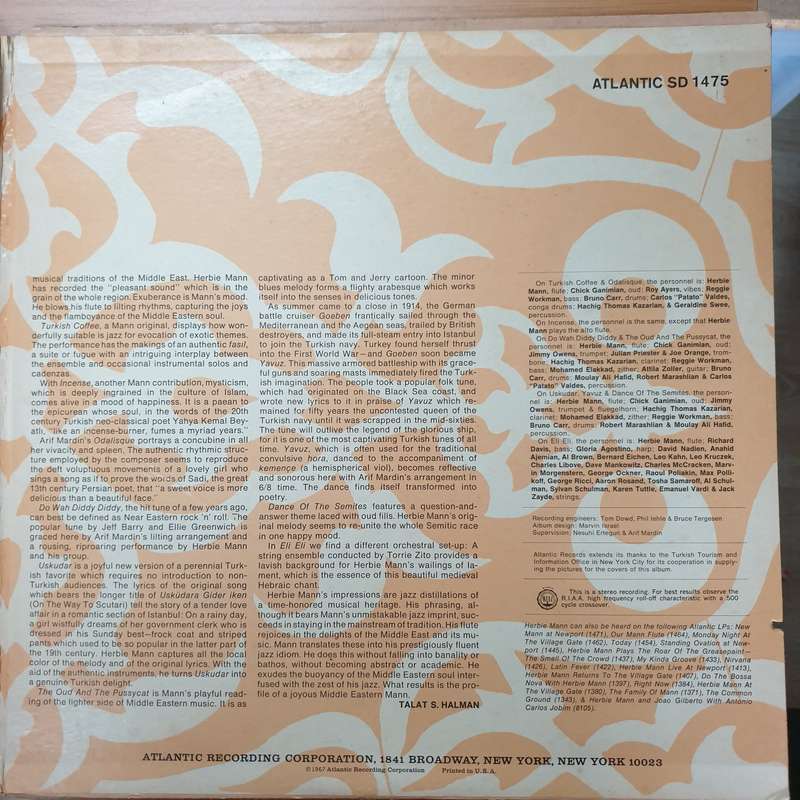 ATLANTIC SD 1475
musical traditions of the Middle East. Herbie Mann
has recorded the "pleasant sound" which is in the
grain of the whole region. Exuberance is Mann's mood.
He blows his flute to lilting rhythms, capturing the joys
and the flamboyance of the Middle Eastern soul.
Turkish Coffee, a Mann original, displays how won-
derfully suitable is jazz for evocation of exotic themes.
The performance has the makings of an authentic fasıl,
a suite or fugue with an intriguing interplay between
the ensemble and occasional instrumental solos and
cadenzas.
With Incense, another Mann contribution, mysticism,
which is deeply ingrained in the culture of Islam,
comes alive in a mood of happiness. It is a paean to
the epicurean whose soul, in the words of the 20th
century Turkish neo-classical poet Yahya Kemal Bey-
atlı, "like an incense-burner, fumes a myriad years."
Arif Mardin's Odalisque portrays a concubine in all
her vivacity and spleen. The authentic rhythmic struc-
ture employed by the composer seems to reproduce
the deft voluptuous movements of a lovely girl who
sings a song as if to prove the words of Sadi, the great
13th century Persian poet, that "a sweet voice is more
delicious than a beautiful face."
Do Wah Diddy Diddy, the hit tune of a few years ago,
can best be defined as Near Eastern rock 'n' roll. The
popular tune by Jeff Barry and Ellie Greenwich is
graced here by Arif Mardin's lilting arrangement and
a rousing, riproaring performance by Herbie Mann
and his group.
Uskudar is a joyful new version of a perennial Turk-
ish favorite which requires no introduction to non-
Turkish audiences. The lyrics of the original song
which bears the longer title of Usküdara Gider iken
(On The Way To Scutari) tell the story of a tender love
affair in a romantic section of Istanbul: On a rainy day,
a girl wistfully dreams of her government clerk who is
dressed in his Sunday best—frock coat and striped
pants which used to be so popular in the latter part of
the 19th century. Herbie Mann captures all the local
color of the melody and of the original lyrics. With the
aid of the authentic instruments, he turns Uskudar into
a genuine Turkish delight.
The Oud And The Pussycat is Mann's playful read-
ing of the lighter side of Middle Eastern music. It is as
captivating as a Tom and Jerry cartoon. The minor
blues melody forms a flighty arabesque which works
itself into the senses in delicious tones.
As summer came to a close in 1914, the German
battle cruiser Goeben frantically sailed through the
Mediterranean and the Aegean seas, trailed by British
destroyers, and made its full-steam entry into Istanbul
to join the Turkish navy. Turkey found herself thrust
into the First World War—and Goeben soon became
Yavuz. This massive armored battleship with its grace-
ful guns and soaring masts immediately fired the Turk-
ish imagination. The people took a popular folk tune,
which had originated on the Black Sea coast, and
wrote new lyrics to it in praise of Yavuz which re-
mained for fifty years the uncontested queen of the
Turkish navy until it was scrapped in the mid-sixties.
The tune will outlive the legend of the glorious ship,
for it is one of the most captivating Turkish tunes of all
time. Yavuz, which is often used for the traditional
convulsive hora, danced to the accompaniment of
kemençe (a hemispherical viol), becomes reflective
and sonorous here with Arif Mardin's arrangement in
6/8 time. The dance finds itself transformed into
poetry.
Dance Of The Semites features a question-and-
answer theme laced with oud fills. Herbie Mann's orig-
inal melody seems to re-unite the whole Semitic race
in one happy mood.
In Eli Eli we find a different orchestral set-up: A
string ensemble conducted by Torrie Zito provides a
lavish background for Herbie Mann's wailings of la-
ment, which is the essence of this beautiful medieval
Hebraic chant.
Herbie Mann's impressions are jazz distillations of
a time-honored musical heritage. His phrasing, al-
though it bears Mann's unmistakable jazz imprint, suc-
ceeds in staying in the mainstream of tradition. His flute
rejoices in the delights of the Middle East and its mu-
sic. Mann translates these into his prestigiously fluent
jazz idiom. He does this without falling into banality or
bathos, without becoming abstract or academic. He
exudes the buoyancy of the Middle Eastern soul inter-
fused with the zest of his jazz. What results is the pro-
file of a joyous Middle Eastern Mann.
TALAT S. HALMAN
On Turkish Coffee & Odalisque, the personnel is: Herbie
Mann, flute; Chick Ganimian, oud; Roy Ayers, vibes; Reggie
Workman, bass; Bruno Carr, drums; Carlos "Patato" Valdes,
conga drums; Hachig Thomas Kazarian, & Geraldine Swee,
percussion.
On Incense, the personnel is the same, except that Herbie
Mann plays the alto flute.
On Do Wah Diddy Diddy & The Oud And The Pussycat, the
personnel is: Herbie Mann, flute; Chick Ganimian, oud;
Jimmy Owens, trumpet; Julian Priester & Joe Orange, trom-
bone; Hachig Thomas Kazarian, clarinet; Reggie Workman,
bass; Mohamed Elakkad, zither; Attila Zoller, guitar; Bruno
Carr, drums; Moulay Ali Hafid, Robert Marashlian & Carlos
"Patato" Valdes, percussion.
On Uskudar, Yavuz & Dance Of The Semites, the person-
nel is: Herbie Mann, flute; Chick Ganimian, oud; Jimmy
Owens, trumpet & fluegelhorn; Hachig Thomas Kazarian,
clarinet; Mohamed Elakkad, zither; Reggie Workman, bass;
Bruno Carr, drums; Robert Marashlian & Moulay Ali Hafid,
percussion.
On Eli Eli, the personnel is: Herbie Mann, flute; Richard
Davis, bass; Gloria Agostino, harp; David Nadien, Anahid
Ajemian, Al Brown, Bernard Eichen, Leo Kahn, Leo Kruczek,
Charles Libove, Dave Mankowitz, Charles McCracken, Mar-
vin Morgenstern, George Ockner, Raoul Poliakin, Max Polli-
koff, George Ricci, Aaron Rosand, Tosha Samaroff, Al Schul-
man, Sylvan Schulman, Karen Tuttle, Emanuel Vardi & Jack
Zayde, strings.
Recording engineers: Tom Dowd, Phil Iehle & Bruce Tergesen
Album design: Marvin Israel
Supervision: Nesuhi Ertegun & Arif Mardin
Atlantic Records extends its thanks to the Turkish Tourism and
Information Office in New York City for its cooperation in supply-
ing the pictures for the covers of this album.
This is a stereo recording. For best results observe the
R.I.A.A. high frequency roll-off characteristic with a 500
cycle crossover.
Herbie Mann can also be heard on the following Atlantic LPs: New
Mann at Newport (1471), Our Mann Flute (1464), Monday Night At
The Village Gate (1462), Today (1454), Standing Ovation at New-
port (1445), Herbie Mann Plays The Roar Of The Greasepaint—
The Smell Of The Crowd (1437), My Kinda Groove (1433), Nirvana
(1426), Latin Fever (1422), Herbie Mann Live At Newport (1413),
Herbie Mann Returns To The Village Gate (1407), Do The Bossa
Nova With Herbie Mann (1397), Right Now (1384), Herbie Mann At
The Village Gate (1380), The Family Of Mann (1371), The Common
Ground (1343), & Herbie Mann and Joao Gilberto With Antonio
Carlos Jobim (8105).
ATLANTIC RECORDING CORPORATION, 1841 BROADWAY, NEW YORK, NEW YORK 10023
©1967 Atlantic Recording Corporation Printed in U.S.A.